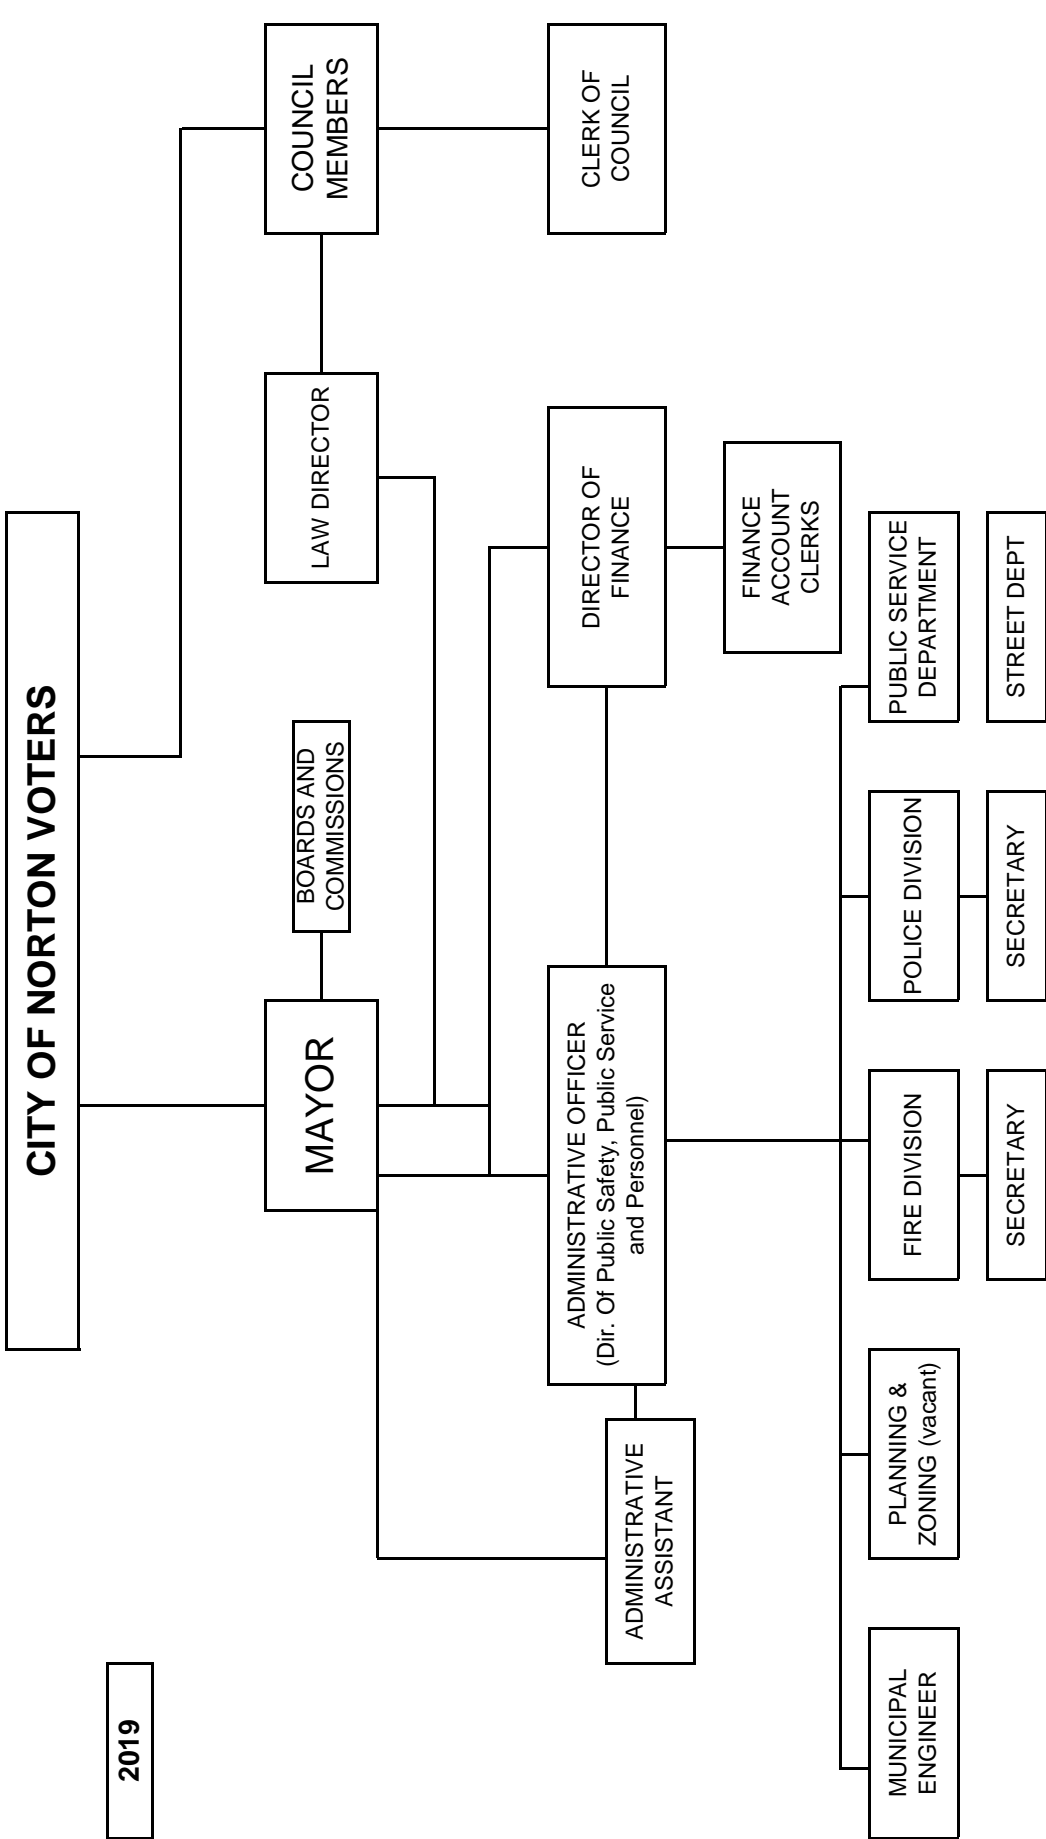 CITY OF NORTON VOTERS
2019
MAYOR
BOARDS AND
COMMISSIONS
LAW DIRECTOR
COUNCIL
MEMBERS
ADMINISTRATIVE
ASSISTANT
ADMINISTRATIVE OFFICER
(Dir. Of Public Safety, Public Service
and Personnel)
DIRECTOR OF
FINANCE
CLERK OF
COUNCIL
FINANCE
ACCOUNT
CLERKS
MUNICIPAL
ENGINEER
PLANNING &
ZONING (vacant)
FIRE DIVISION
POLICE DIVISION
PUBLIC SERVICE
DEPARTMENT
SECRETARY
SECRETARY
STREET DEPT